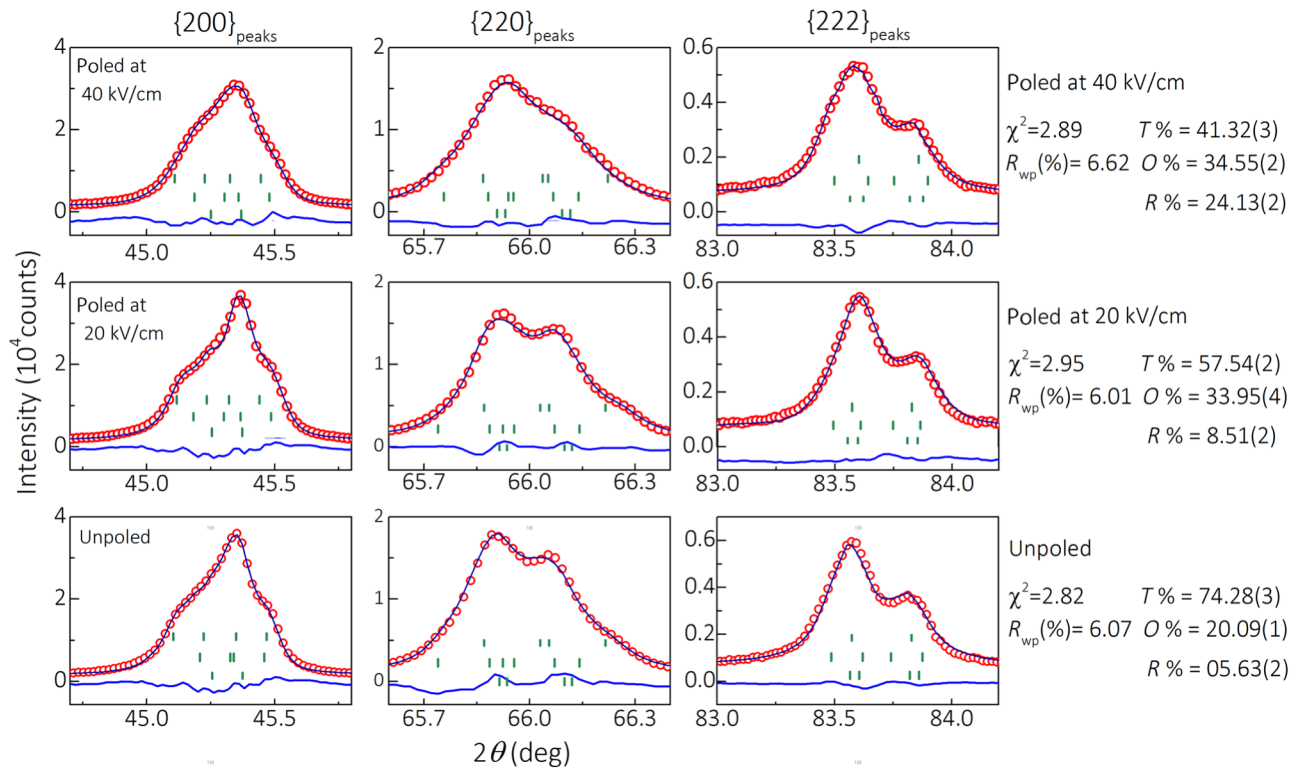 {200}peaks {220}peaks {222}peaks
Poled at
40 kV/cm
4
2
0
45.0 45.5
2
1
0
65.7 66.0 66.3
0.6
0.4
0.2
0.0
83.0 83.5 84.0
Poled at 40 kV/cm
χ²=2.89 T % = 41.32(3)
Rwp(%)= 6.62 O % = 34.55(2)
R % = 24.13(2)
Intensity (10⁴ counts)
Poled at
20 kV/cm
4
2
0
45.0 45.5
2
1
0
65.7 66.0 66.3
0.6
0.4
0.2
0.0
83.0 83.5 84.0
Poled at 20 kV/cm
χ²=2.95 T % = 57.54(2)
Rwp(%)= 6.01 O % = 33.95(4)
R % = 8.51(2)
Unpoled
4
2
0
45.0 45.5
2
1
0
65.7 66.0 66.3
0.6
0.4
0.2
0.0
83.0 83.5 84.0
Unpoled
χ²=2.82 T % = 74.28(3)
Rwp(%)= 6.07 O % = 20.09(1)
R % = 05.63(2)
2θ (deg)